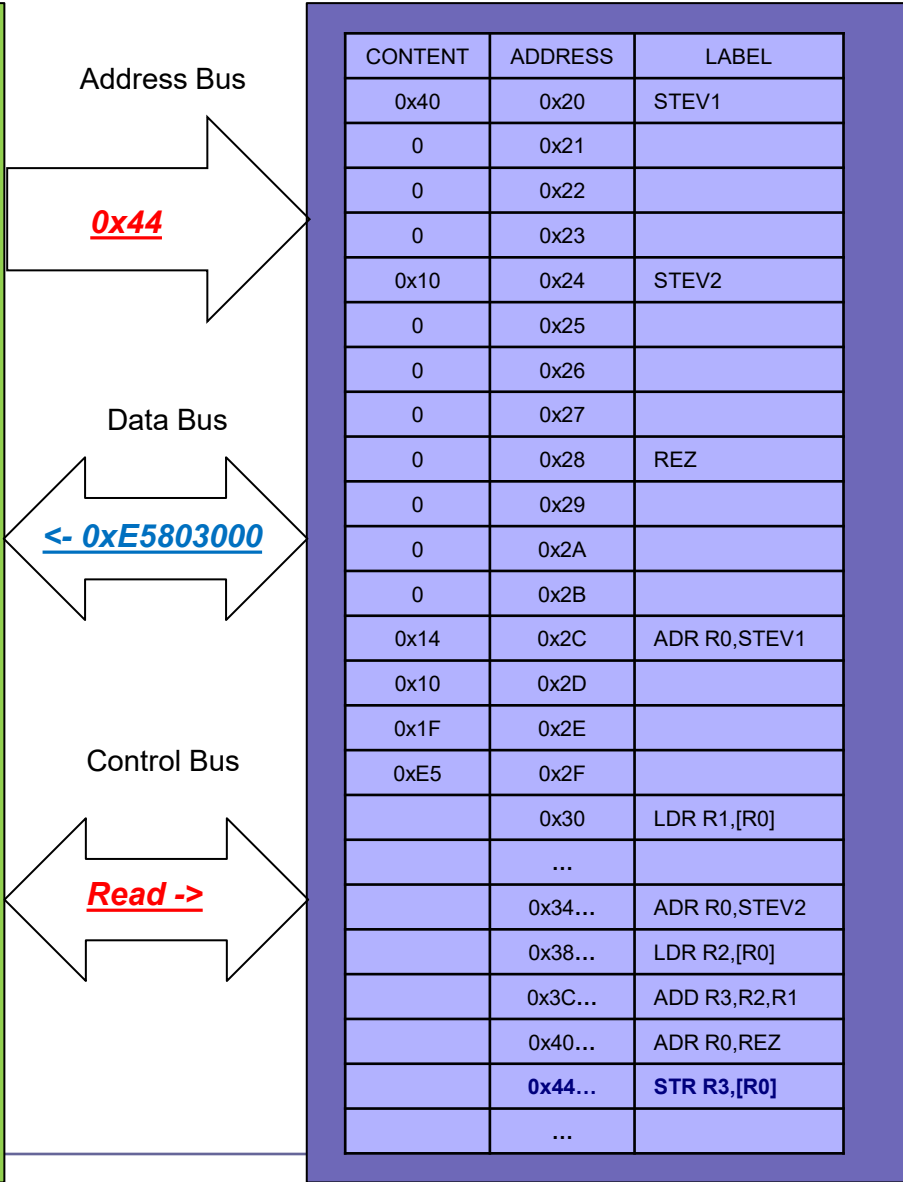 Address Bus
0x44
Data Bus
<- 0xE5803000
Control Bus
Read ->
CONTENT ADDRESS LABEL
0x40 0x20 STEV1
0 0x21
0 0x22
0 0x23
0x10 0x24 STEV2
0 0x25
0 0x26
0 0x27
0 0x28 REZ
0 0x29
0 0x2A
0 0x2B
0x14 0x2C ADR R0,STEV1
0x10 0x2D
0x1F 0x2E
0xE5 0x2F
0x30 LDR R1,[R0]
...
0x34... ADR R0,STEV2
0x38... LDR R2,[R0]
0x3C... ADD R3,R2,R1
0x40... ADR R0,REZ
0x44... STR R3,[R0]
...